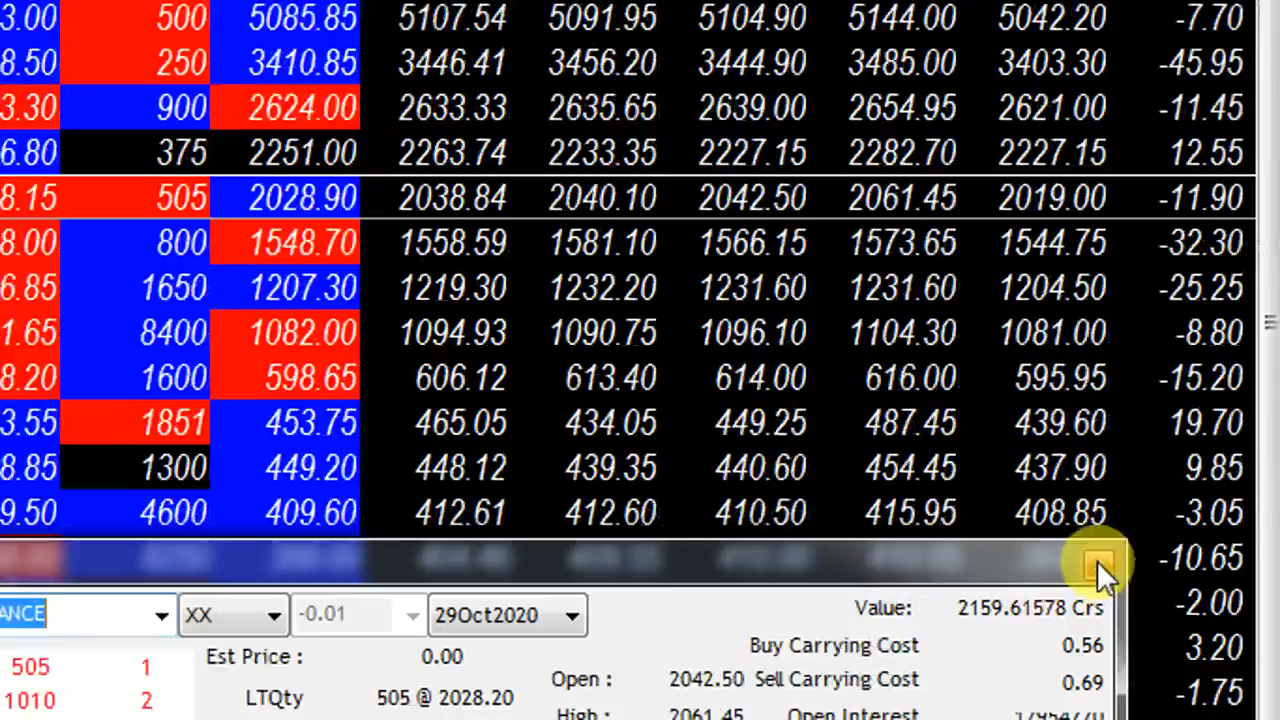 3.00 500 5085.85 5107.54 5091.95 5104.90 5144.00 5042.20 -7.70
8.50 250 3410.85 3446.41 3456.20 3444.90 3485.00 3403.30 -45.95
3.30 900 2624.00 2633.33 2635.65 2639.00 2654.95 2621.00 -11.45
6.80 375 2251.00 2263.74 2233.35 2227.15 2282.70 2227.15 12.55
8.15 505 2028.90 2038.84 2040.10 2042.50 2061.45 2019.00 -11.90
8.00 800 1548.70 1558.59 1581.10 1566.15 1573.65 1544.75 -32.30
6.85 1650 1207.30 1219.30 1232.20 1231.60 1231.60 1204.50 -25.25
1.65 8400 1082.00 1094.93 1090.75 1096.10 1104.30 1081.00 -8.80
8.20 1600 598.65 606.12 613.40 614.00 616.00 595.95 -15.20
3.55 1851 453.75 465.05 434.05 449.25 487.45 439.60 19.70
8.85 1300 449.20 448.12 439.35 440.60 454.45 437.90 9.85
9.50 4600 409.60 412.61 412.60 410.50 415.95 408.85 -3.05
-10.65
ANCE XX -0.01 29Oct2020 Value: 2159.61578 Crs -2.00
Est Price : 0.00 Buy Carrying Cost 0.56 3.20
505 1 LTQty 505 @ 2028.20 Open : 2042.50 Sell Carrying Cost 0.69 -1.75
1010 2 High : 2061.45 Open Interest